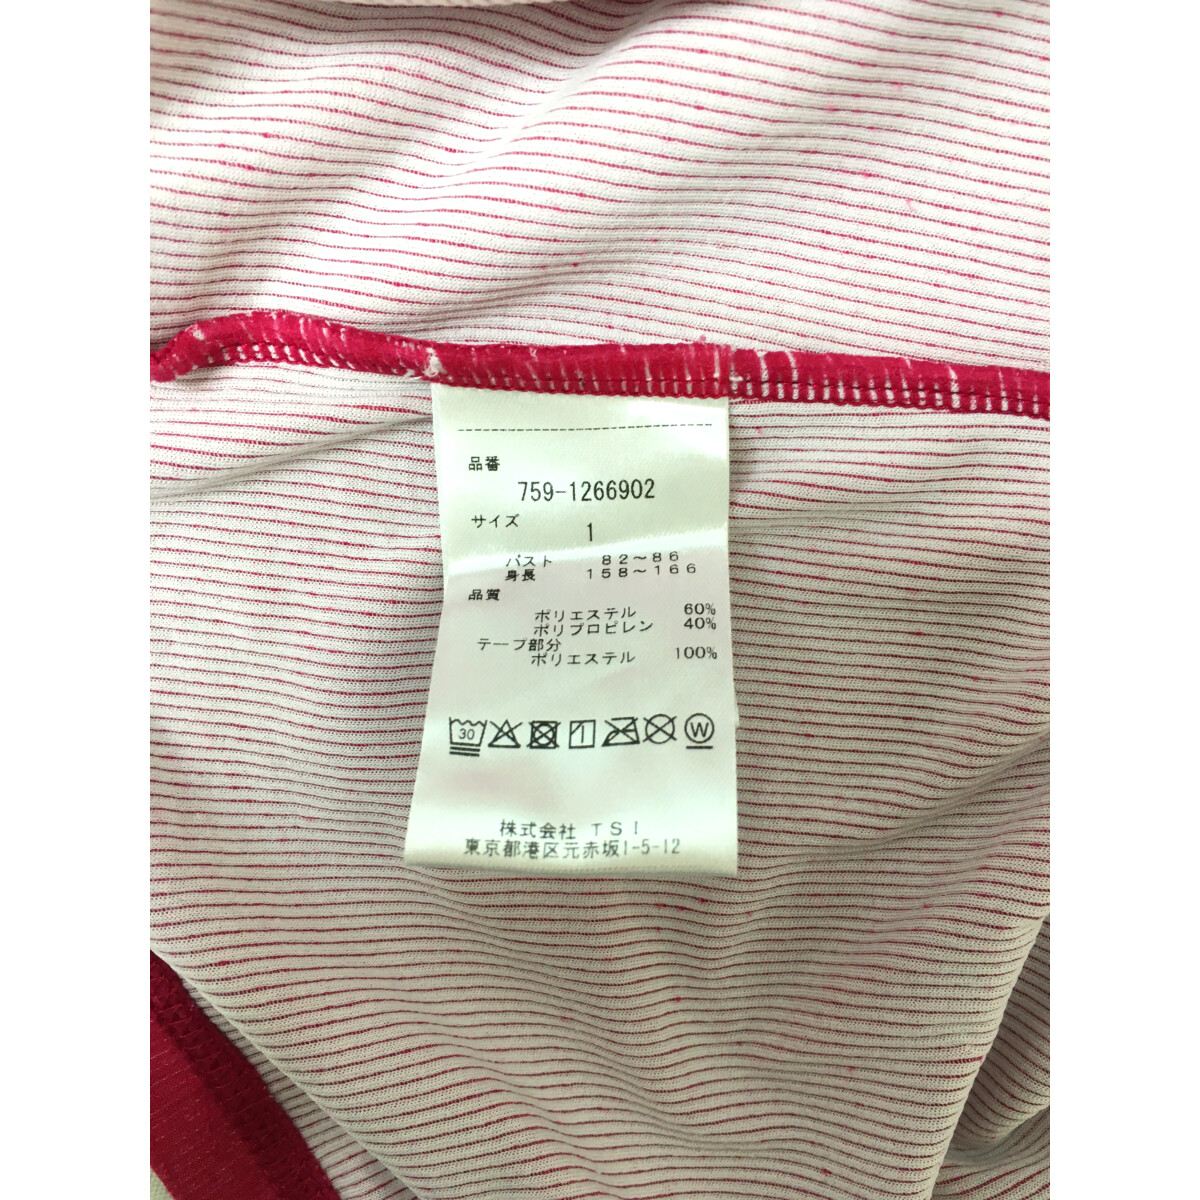 品番
759-1266902
サイズ
1
バスト 82～86
身長 158～166
品質
ポリエステル 60%
ポリプロピレン 40%
テープ部分
ポリエステル 100%
30 W
株式会社 TSI
東京都港区元赤坂1-5-12